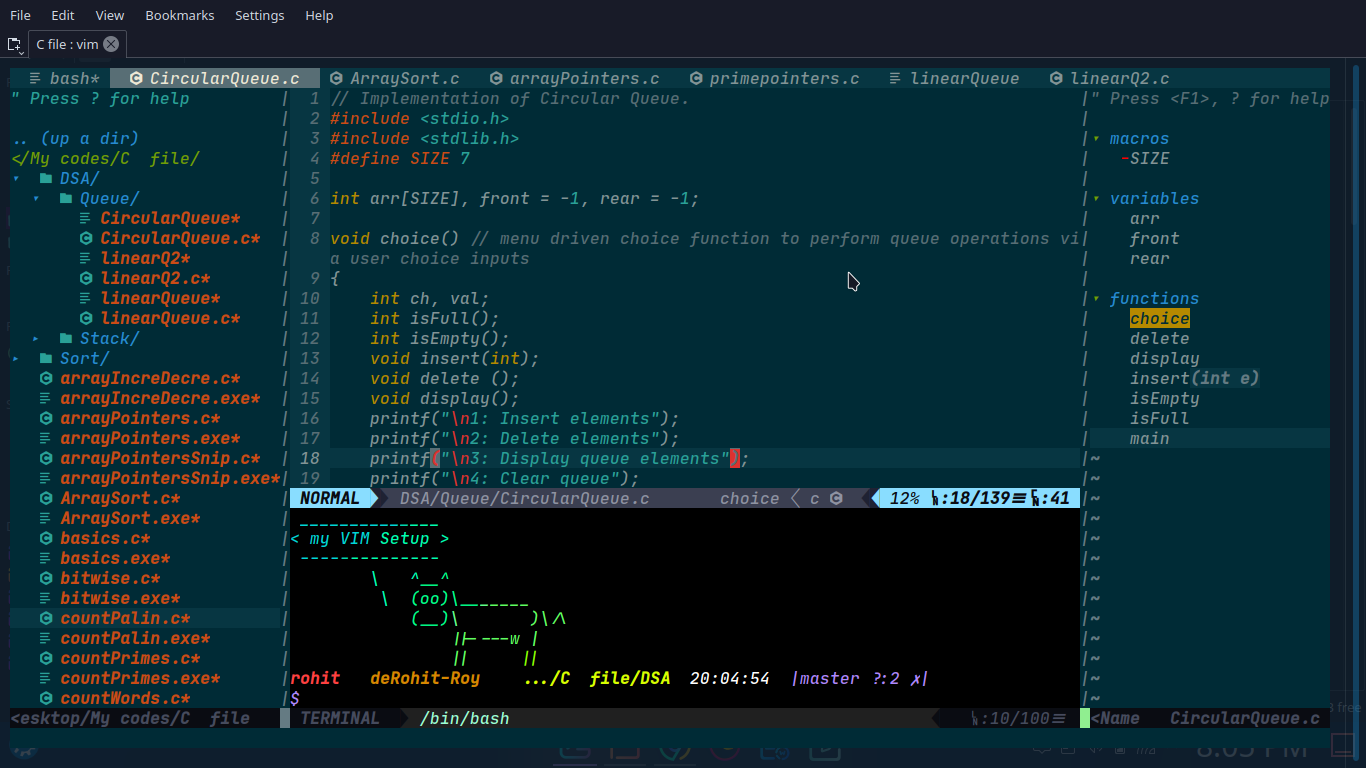 File Edit View Bookmarks Settings Help
C file : vim
bash* CircularQueue.c ArraySort.c arrayPointers.c primepointers.c linearQueue linearQ2.c
" Press ? for help
.. (up a dir)
</My codes/C file/
DSA/
Queue/
CircularQueue*
CircularQueue.c*
linearQ2*
linearQ2.c*
linearQueue*
linearQueue.c*
Stack/
Sort/
arrayIncreDecre.c*
arrayIncreDecre.exe*
arrayPointers.c*
arrayPointers.exe*
arrayPointersSnip.c*
arrayPointersSnip.exe*
ArraySort.c*
ArraySort.exe*
basics.c*
basics.exe*
bitwise.c*
bitwise.exe*
countPalin.c*
countPalin.exe*
countPrimes.c*
countPrimes.exe*
countWords.c*
<esktop/My codes/C file
1 // Implementation of Circular Queue.
2 #include <stdio.h>
3 #include <stdlib.h>
4 #define SIZE 7
5
6 int arr[SIZE], front = -1, rear = -1;
7
8 void choice() // menu driven choice function to perform queue operations vi
a user choice inputs
9 {
10 int ch, val;
11 int isFull();
12 int isEmpty();
13 void insert(int);
14 void delete ();
15 void display();
16 printf("\n1: Insert elements");
17 printf("\n2: Delete elements");
18 printf("\n3: Display queue elements");
19 printf("\n4: Clear queue");
NORMAL DSA/Queue/CircularQueue.c choice c 12% :18/139 :41
______________
< my VIM Setup >
--------------
\ ^__^
\ (oo)\_______
(__)\ )\/\
||----w |
|| ||
rohit deRohit-Roy .../C file/DSA 20:04:54 |master ?:2 ✗|
$
TERMINAL /bin/bash :10/100
" Press <F1>, ? for help
macros
-SIZE
variables
arr
front
rear
functions
choice
delete
display
insert(int e)
isEmpty
isFull
main
~
~
~
~
~
~
~
~
~
~
~
~
~
<Name CircularQueue.c
8:05 PM